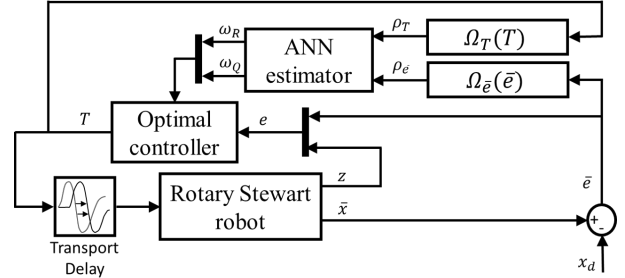 ω_R
ω_Q
ANN
estimator
ρ_T
ρ_ē
Ω_T(T)
Ω_ē(ē)
T
Optimal
controller
e
z
x̄
ē
Rotary Stewart
robot
+
-
x_d
Transport
Delay